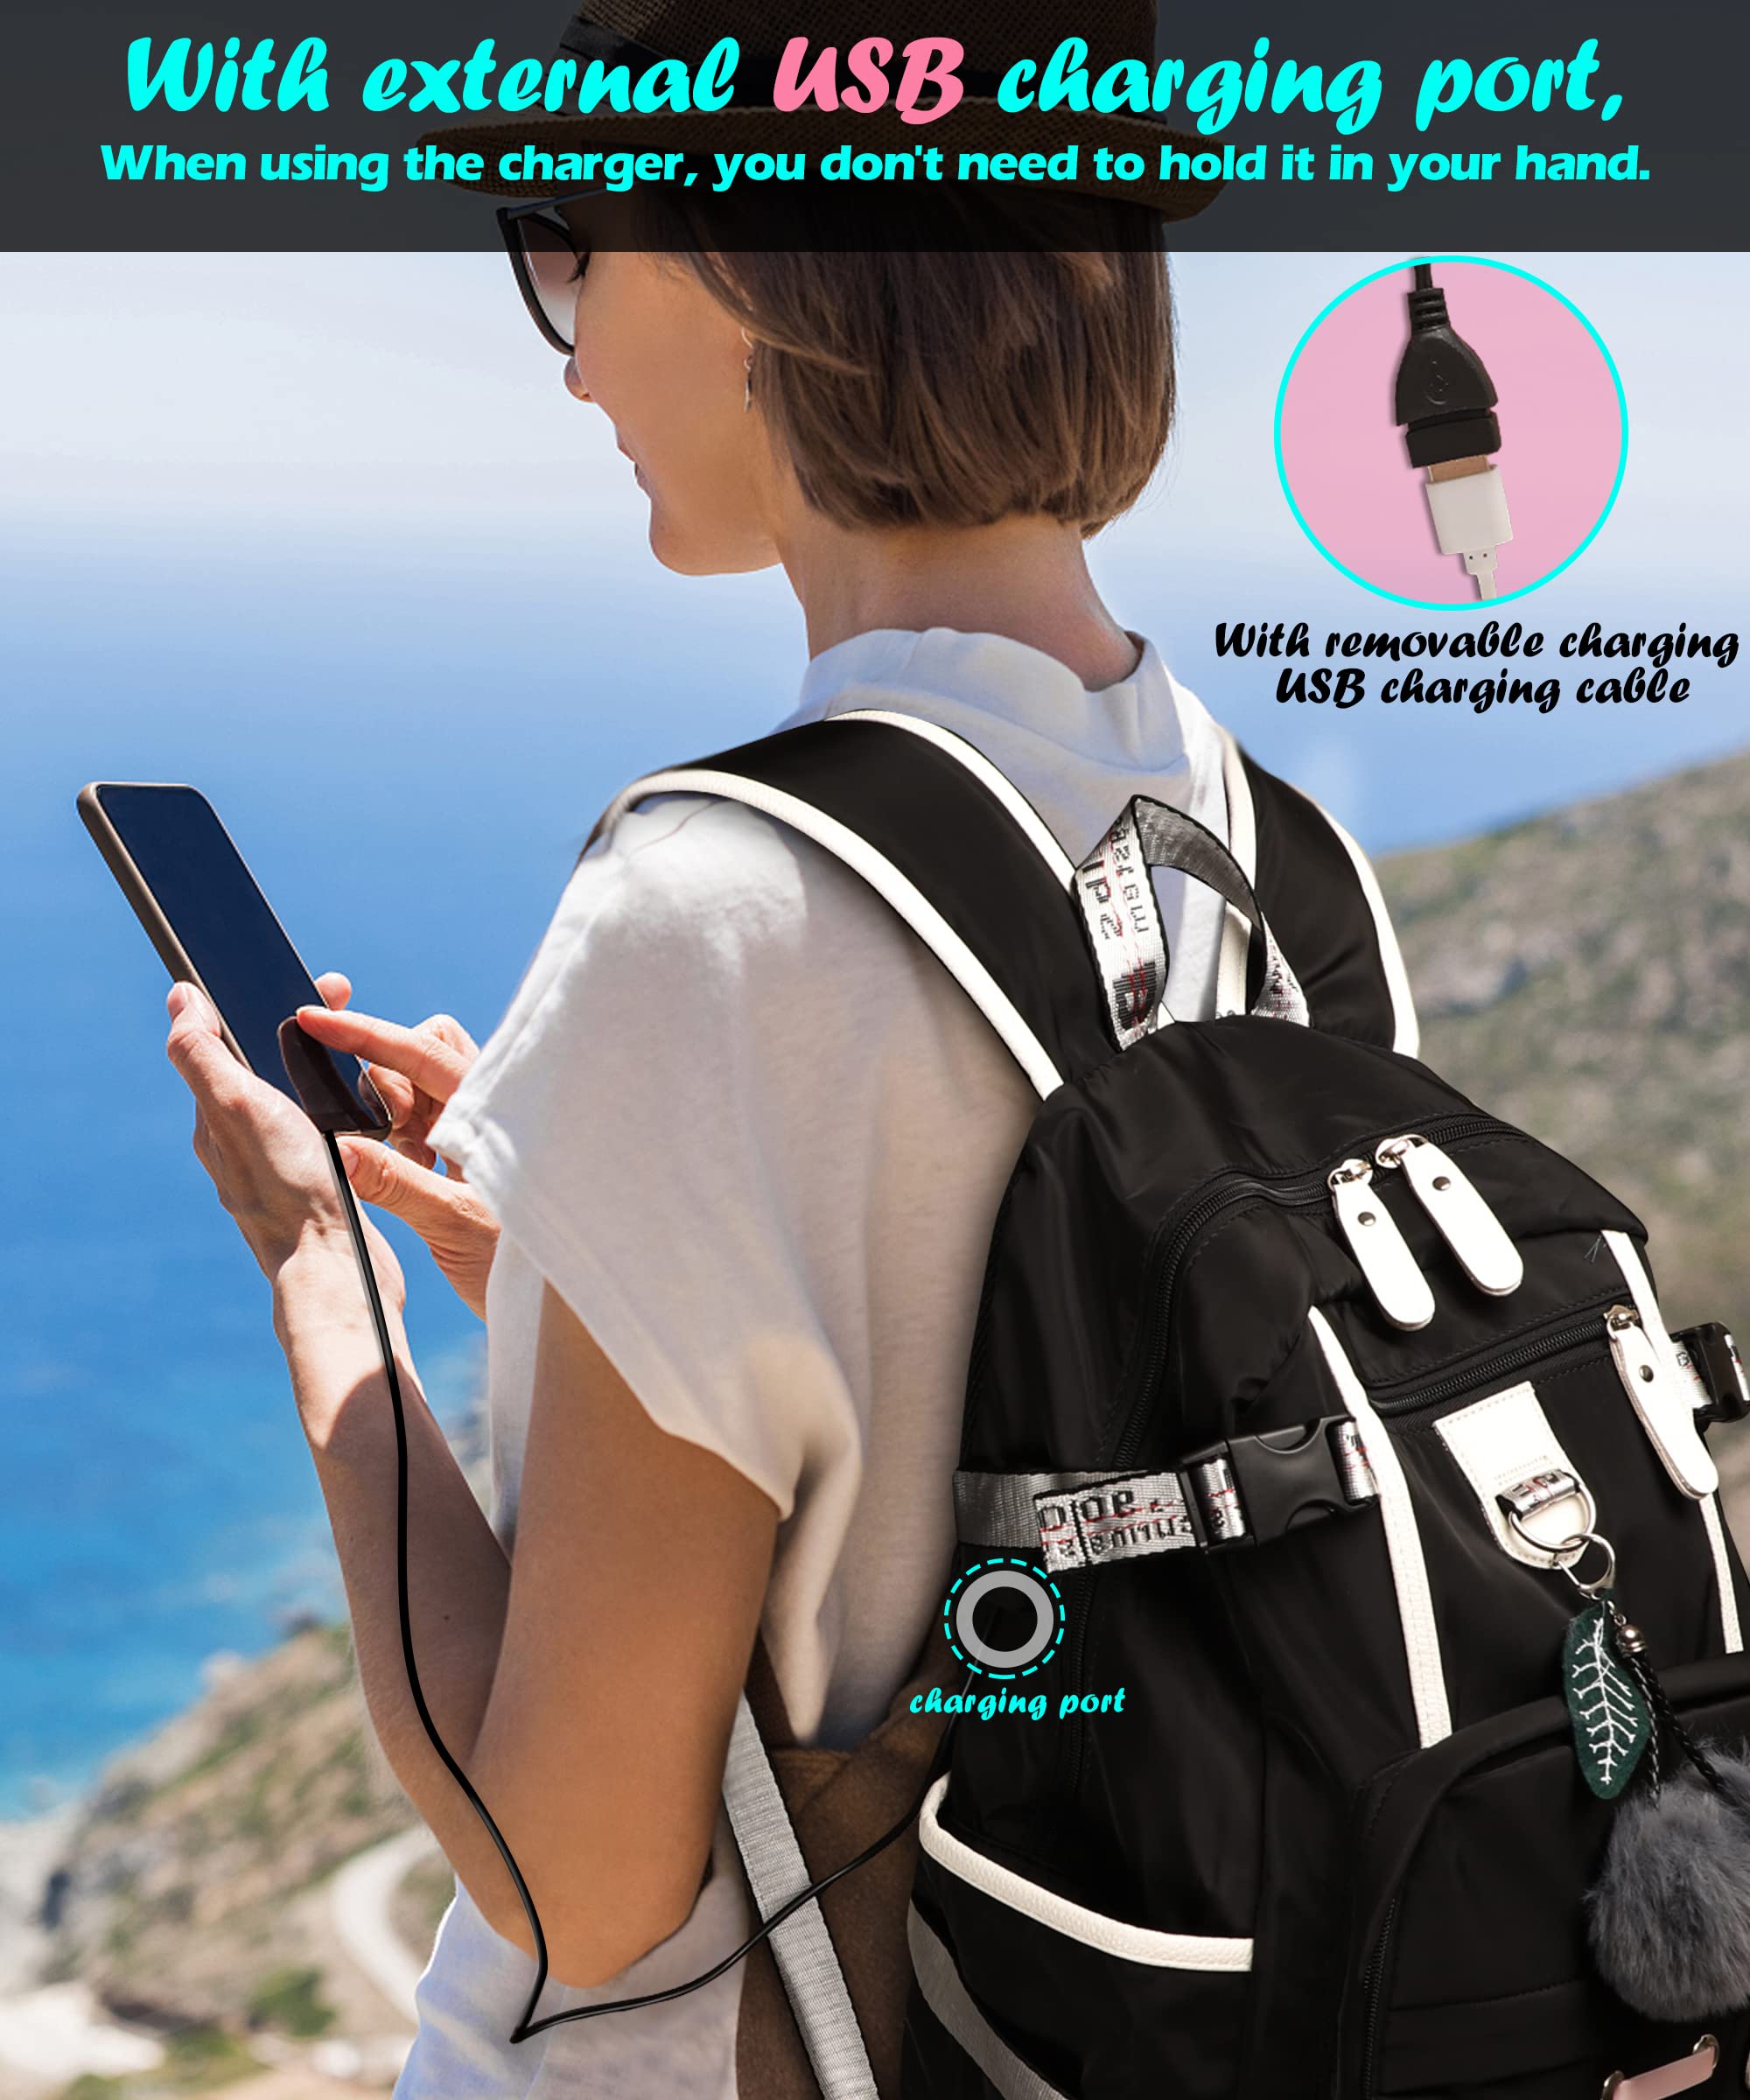 With external USB charging port,
When using the charger, you don't need to hold it in your hand.
With removable charging
USB charging cable
charging port